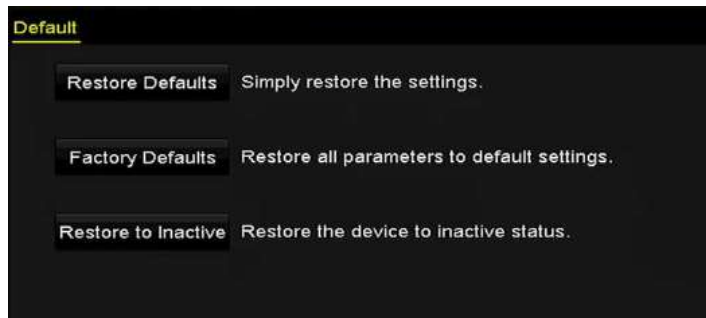 Default
Restore Defaults Simply restore the settings.
Factory Defaults Restore all parameters to default settings.
Restore to Inactive Restore the device to inactive status.